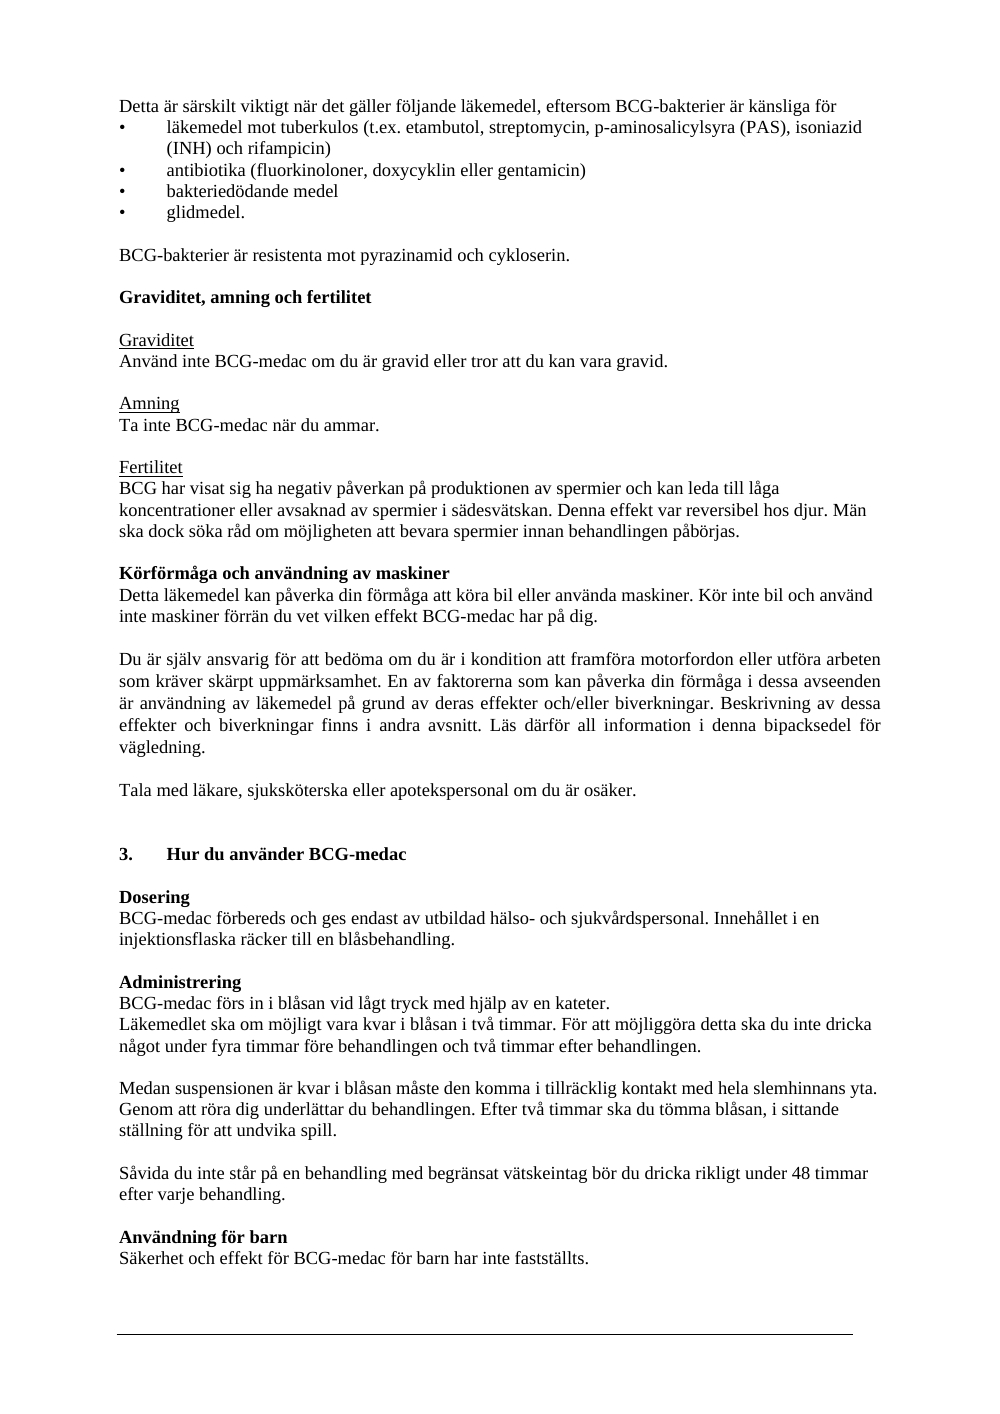 Detta är särskilt viktigt när det gäller följande läkemedel, eftersom BCG-bakterier är känsliga för
• läkemedel mot tuberkulos (t.ex. etambutol, streptomycin, p-aminosalicylsyra (PAS), isoniazid
(INH) och rifampicin)
• antibiotika (fluorkinoloner, doxycyklin eller gentamicin)
• bakteriedödande medel
• glidmedel.
BCG-bakterier är resistenta mot pyrazinamid och cykloserin.
Graviditet, amning och fertilitet
Graviditet
Använd inte BCG-medac om du är gravid eller tror att du kan vara gravid.
Amning
Ta inte BCG-medac när du ammar.
Fertilitet
BCG har visat sig ha negativ påverkan på produktionen av spermier och kan leda till låga
koncentrationer eller avsaknad av spermier i sädesvätskan. Denna effekt var reversibel hos djur. Män
ska dock söka råd om möjligheten att bevara spermier innan behandlingen påbörjas.
Körförmåga och användning av maskiner
Detta läkemedel kan påverka din förmåga att köra bil eller använda maskiner. Kör inte bil och använd
inte maskiner förrän du vet vilken effekt BCG-medac har på dig.
Du är själv ansvarig för att bedöma om du är i kondition att framföra motorfordon eller utföra arbeten
som kräver skärpt uppmärksamhet. En av faktorerna som kan påverka din förmåga i dessa avseenden
är användning av läkemedel på grund av deras effekter och/eller biverkningar. Beskrivning av dessa
effekter och biverkningar finns i andra avsnitt. Läs därför all information i denna bipacksedel för
vägledning.
Tala med läkare, sjuksköterska eller apotekspersonal om du är osäker.
3. Hur du använder BCG-medac
Dosering
BCG-medac förbereds och ges endast av utbildad hälso- och sjukvårdspersonal. Innehållet i en
injektionsflaska räcker till en blåsbehandling.
Administrering
BCG-medac förs in i blåsan vid lågt tryck med hjälp av en kateter.
Läkemedlet ska om möjligt vara kvar i blåsan i två timmar. För att möjliggöra detta ska du inte dricka
något under fyra timmar före behandlingen och två timmar efter behandlingen.
Medan suspensionen är kvar i blåsan måste den komma i tillräcklig kontakt med hela slemhinnans yta.
Genom att röra dig underlättar du behandlingen. Efter två timmar ska du tömma blåsan, i sittande
ställning för att undvika spill.
Såvida du inte står på en behandling med begränsat vätskeintag bör du dricka rikligt under 48 timmar
efter varje behandling.
Användning för barn
Säkerhet och effekt för BCG-medac för barn har inte fastställts.